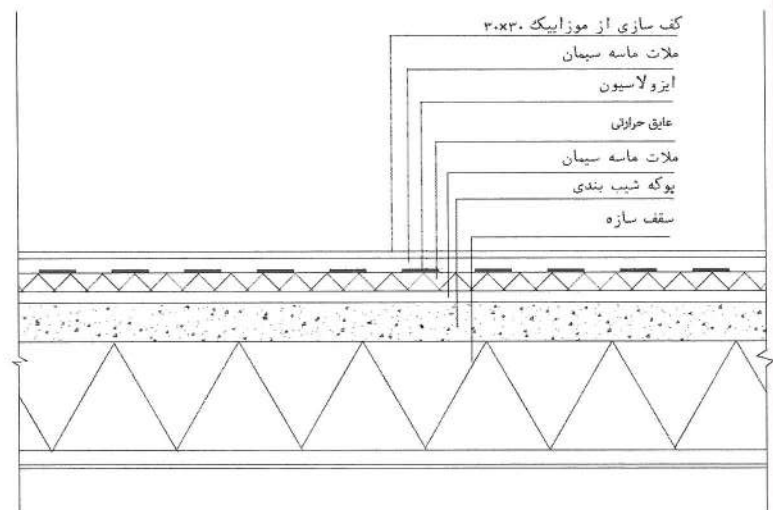 کف سازی از موزاییک ۳۰x۳۰
ملات ماسه سیمان
ایزولاسیون
عایق حرارتی
ملات ماسه سیمان
پوکه شیب بندی
سقف سازه